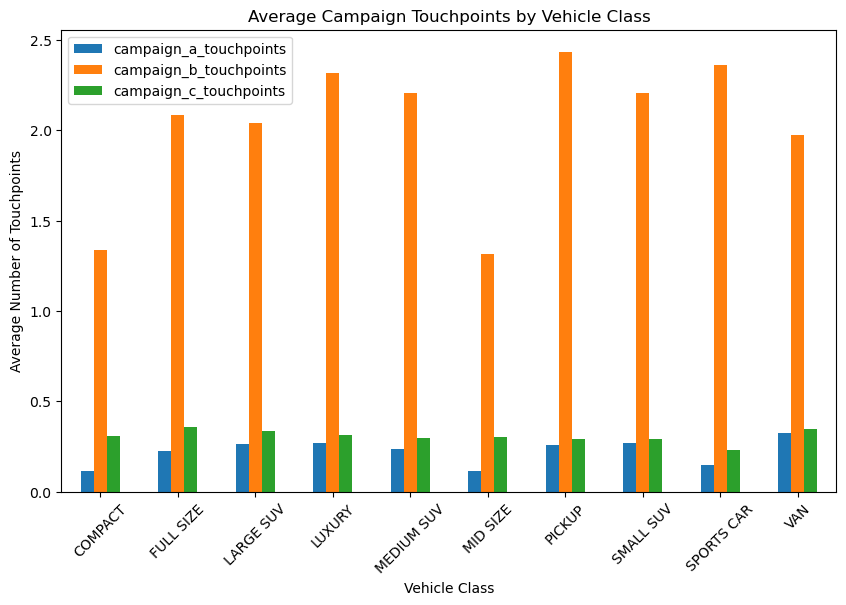 Average Campaign Touchpoints by Vehicle Class
campaign_a_touchpoints
campaign_b_touchpoints
campaign_c_touchpoints
Average Number of Touchpoints
2.5
2.0
1.5
1.0
0.5
0.0
COMPACT
FULL SIZE
LARGE SUV
LUXURY
MEDIUM SUV
MID SIZE
PICKUP
SMALL SUV
SPORTS CAR
VAN
Vehicle Class